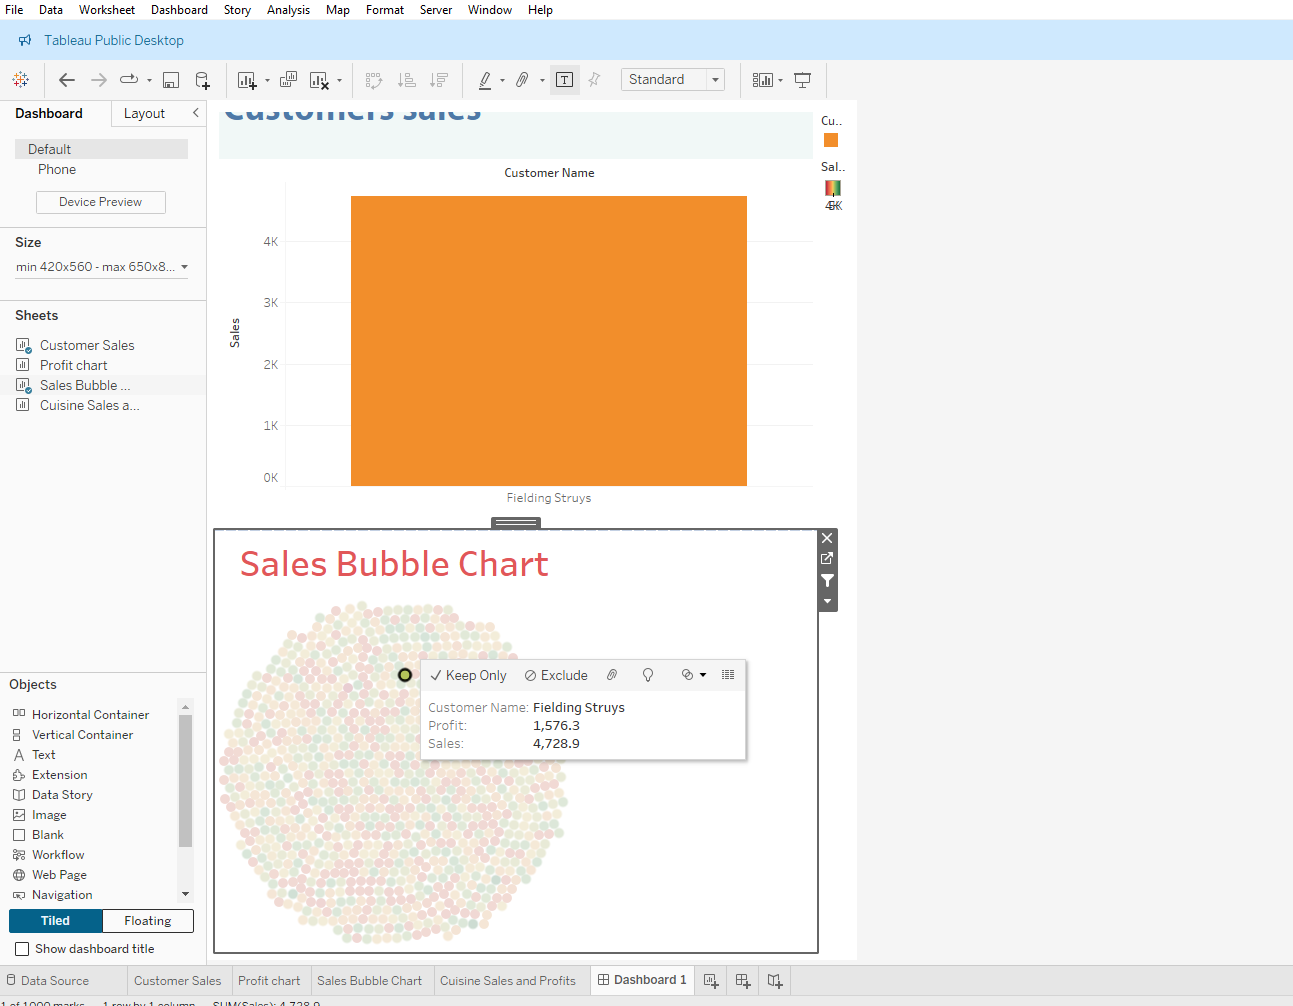 File Data Worksheet Dashboard Story Analysis Map Format Server Window Help
Tableau Public Desktop
Standard
Dashboard Layout
Default
Phone
Device Preview
Size
min 420x560 - max 650x8...
Sheets
Customer Sales
Profit chart
Sales Bubble ...
Cuisine Sales a...
Objects
Horizontal Container
Vertical Container
Text
Extension
Data Story
Image
Blank
Workflow
Web Page
Navigation
Tiled Floating
Show dashboard title
Customers sales
Customer Name
Sales
4K
3K
2K
1K
0K
Fielding Struys
Cu..
Sal..
Sales Bubble Chart
Keep Only Exclude
Customer Name: Fielding Struys
Profit: 1,576.3
Sales: 4,728.9
Data Source Customer Sales Profit chart Sales Bubble Chart Cuisine Sales and Profits Dashboard 1
1 of 1000 marks 1 row by 1 column SUM(Sales): 4,728.9